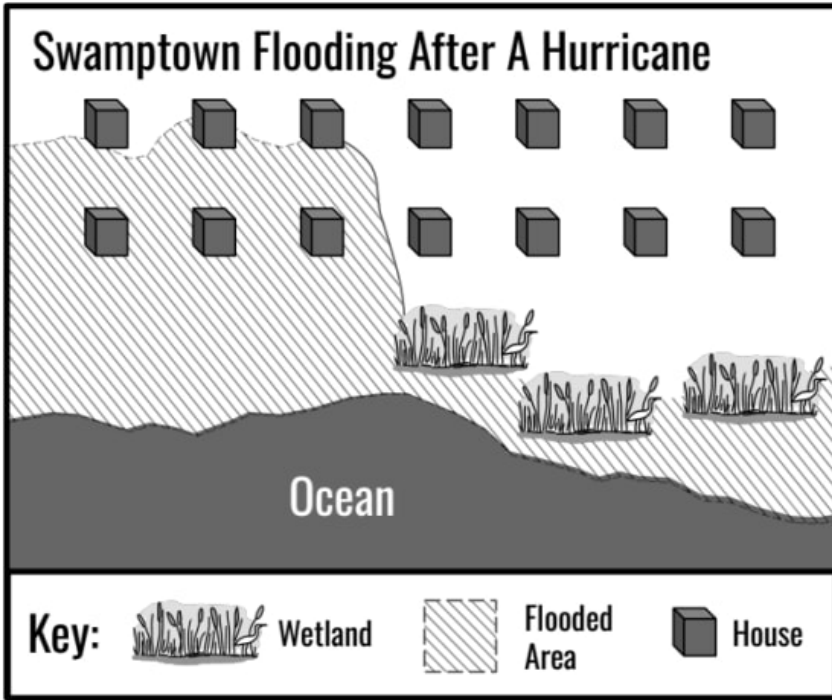 Swamptown Flooding After A Hurricane
Ocean
Key:
Wetland
Flooded
Area
House